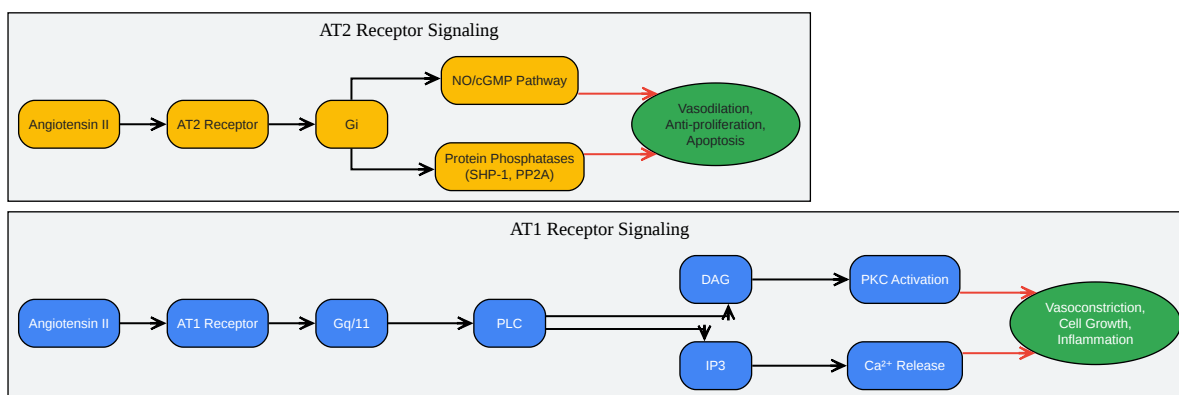 AT2 Receptor Signaling
Angiotensin II
AT2 Receptor
Gi
NO/cGMP Pathway
Protein Phosphatases
(SHP-1, PP2A)
Vasodilation,
Anti-proliferation,
Apoptosis
AT1 Receptor Signaling
Angiotensin II
AT1 Receptor
Gq/11
PLC
DAG
PKC Activation
IP3
Ca²⁺ Release
Vasoconstriction,
Cell Growth,
Inflammation